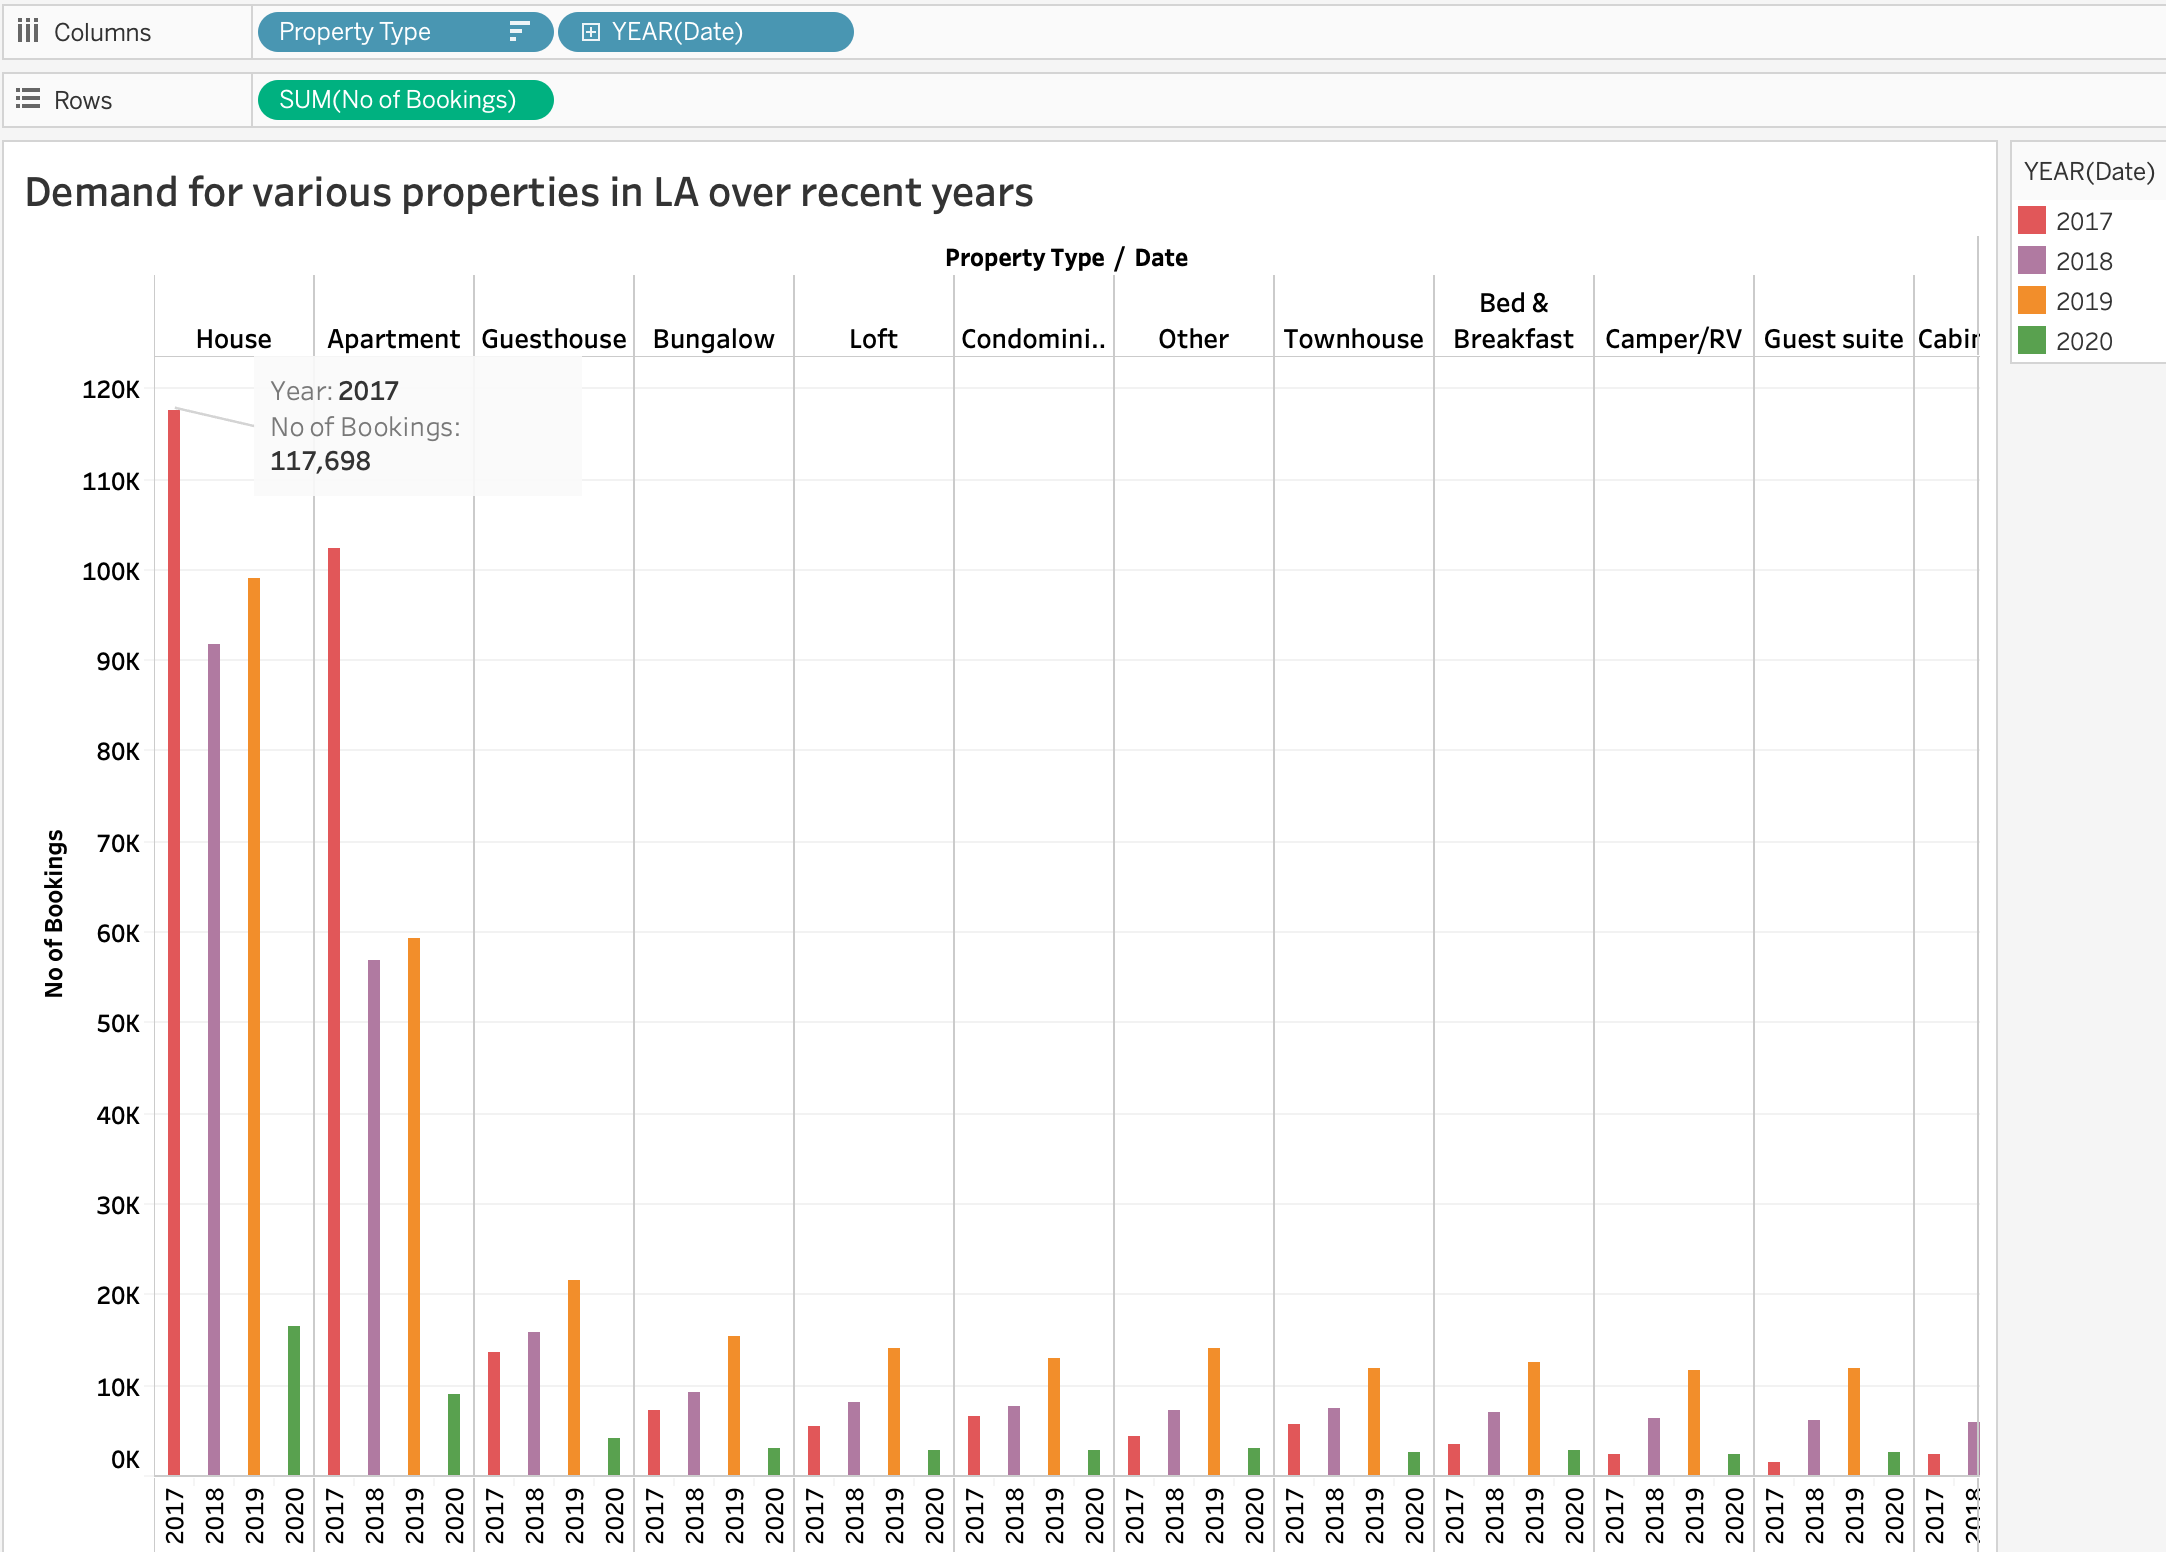 Columns
Property Type
YEAR(Date)
Rows
SUM(No of Bookings)
Demand for various properties in LA over recent years
YEAR(Date)
2017
2018
2019
2020
Property Type / Date
House
Apartment
Guesthouse
Bungalow
Loft
Condomini..
Other
Townhouse
Bed &
Breakfast
Camper/RV
Guest suite
Cabin
Year: 2017
No of Bookings:
117,698
No of Bookings
120K
110K
100K
90K
80K
70K
60K
50K
40K
30K
20K
10K
0K
2017 2018 2019 2020 2017 2018 2019 2020 2017 2018 2019 2020 2017 2018 2019 2020 2017 2018 2019 2020 2017 2018 2019 2020 2017 2018 2019 2020 2017 2018 2019 2020 2017 2018 2019 2020 2017 2018 2019 2020 2017 2018 2019 2020 2017 2018